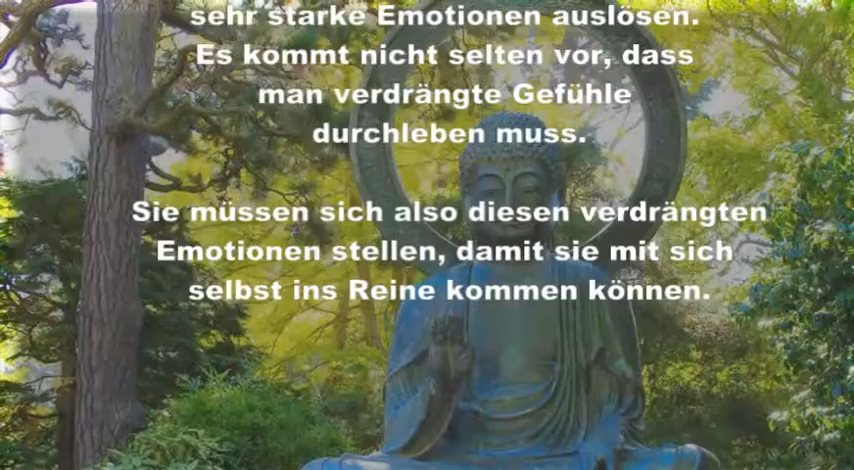 sehr starke Emotionen auslösen.
Es kommt nicht selten vor, dass
man verdrängte Gefühle
durchleben muss.
Sie müssen sich also diesen verdrängten
Emotionen stellen, damit sie mit sich
selbst ins Reine kommen können.